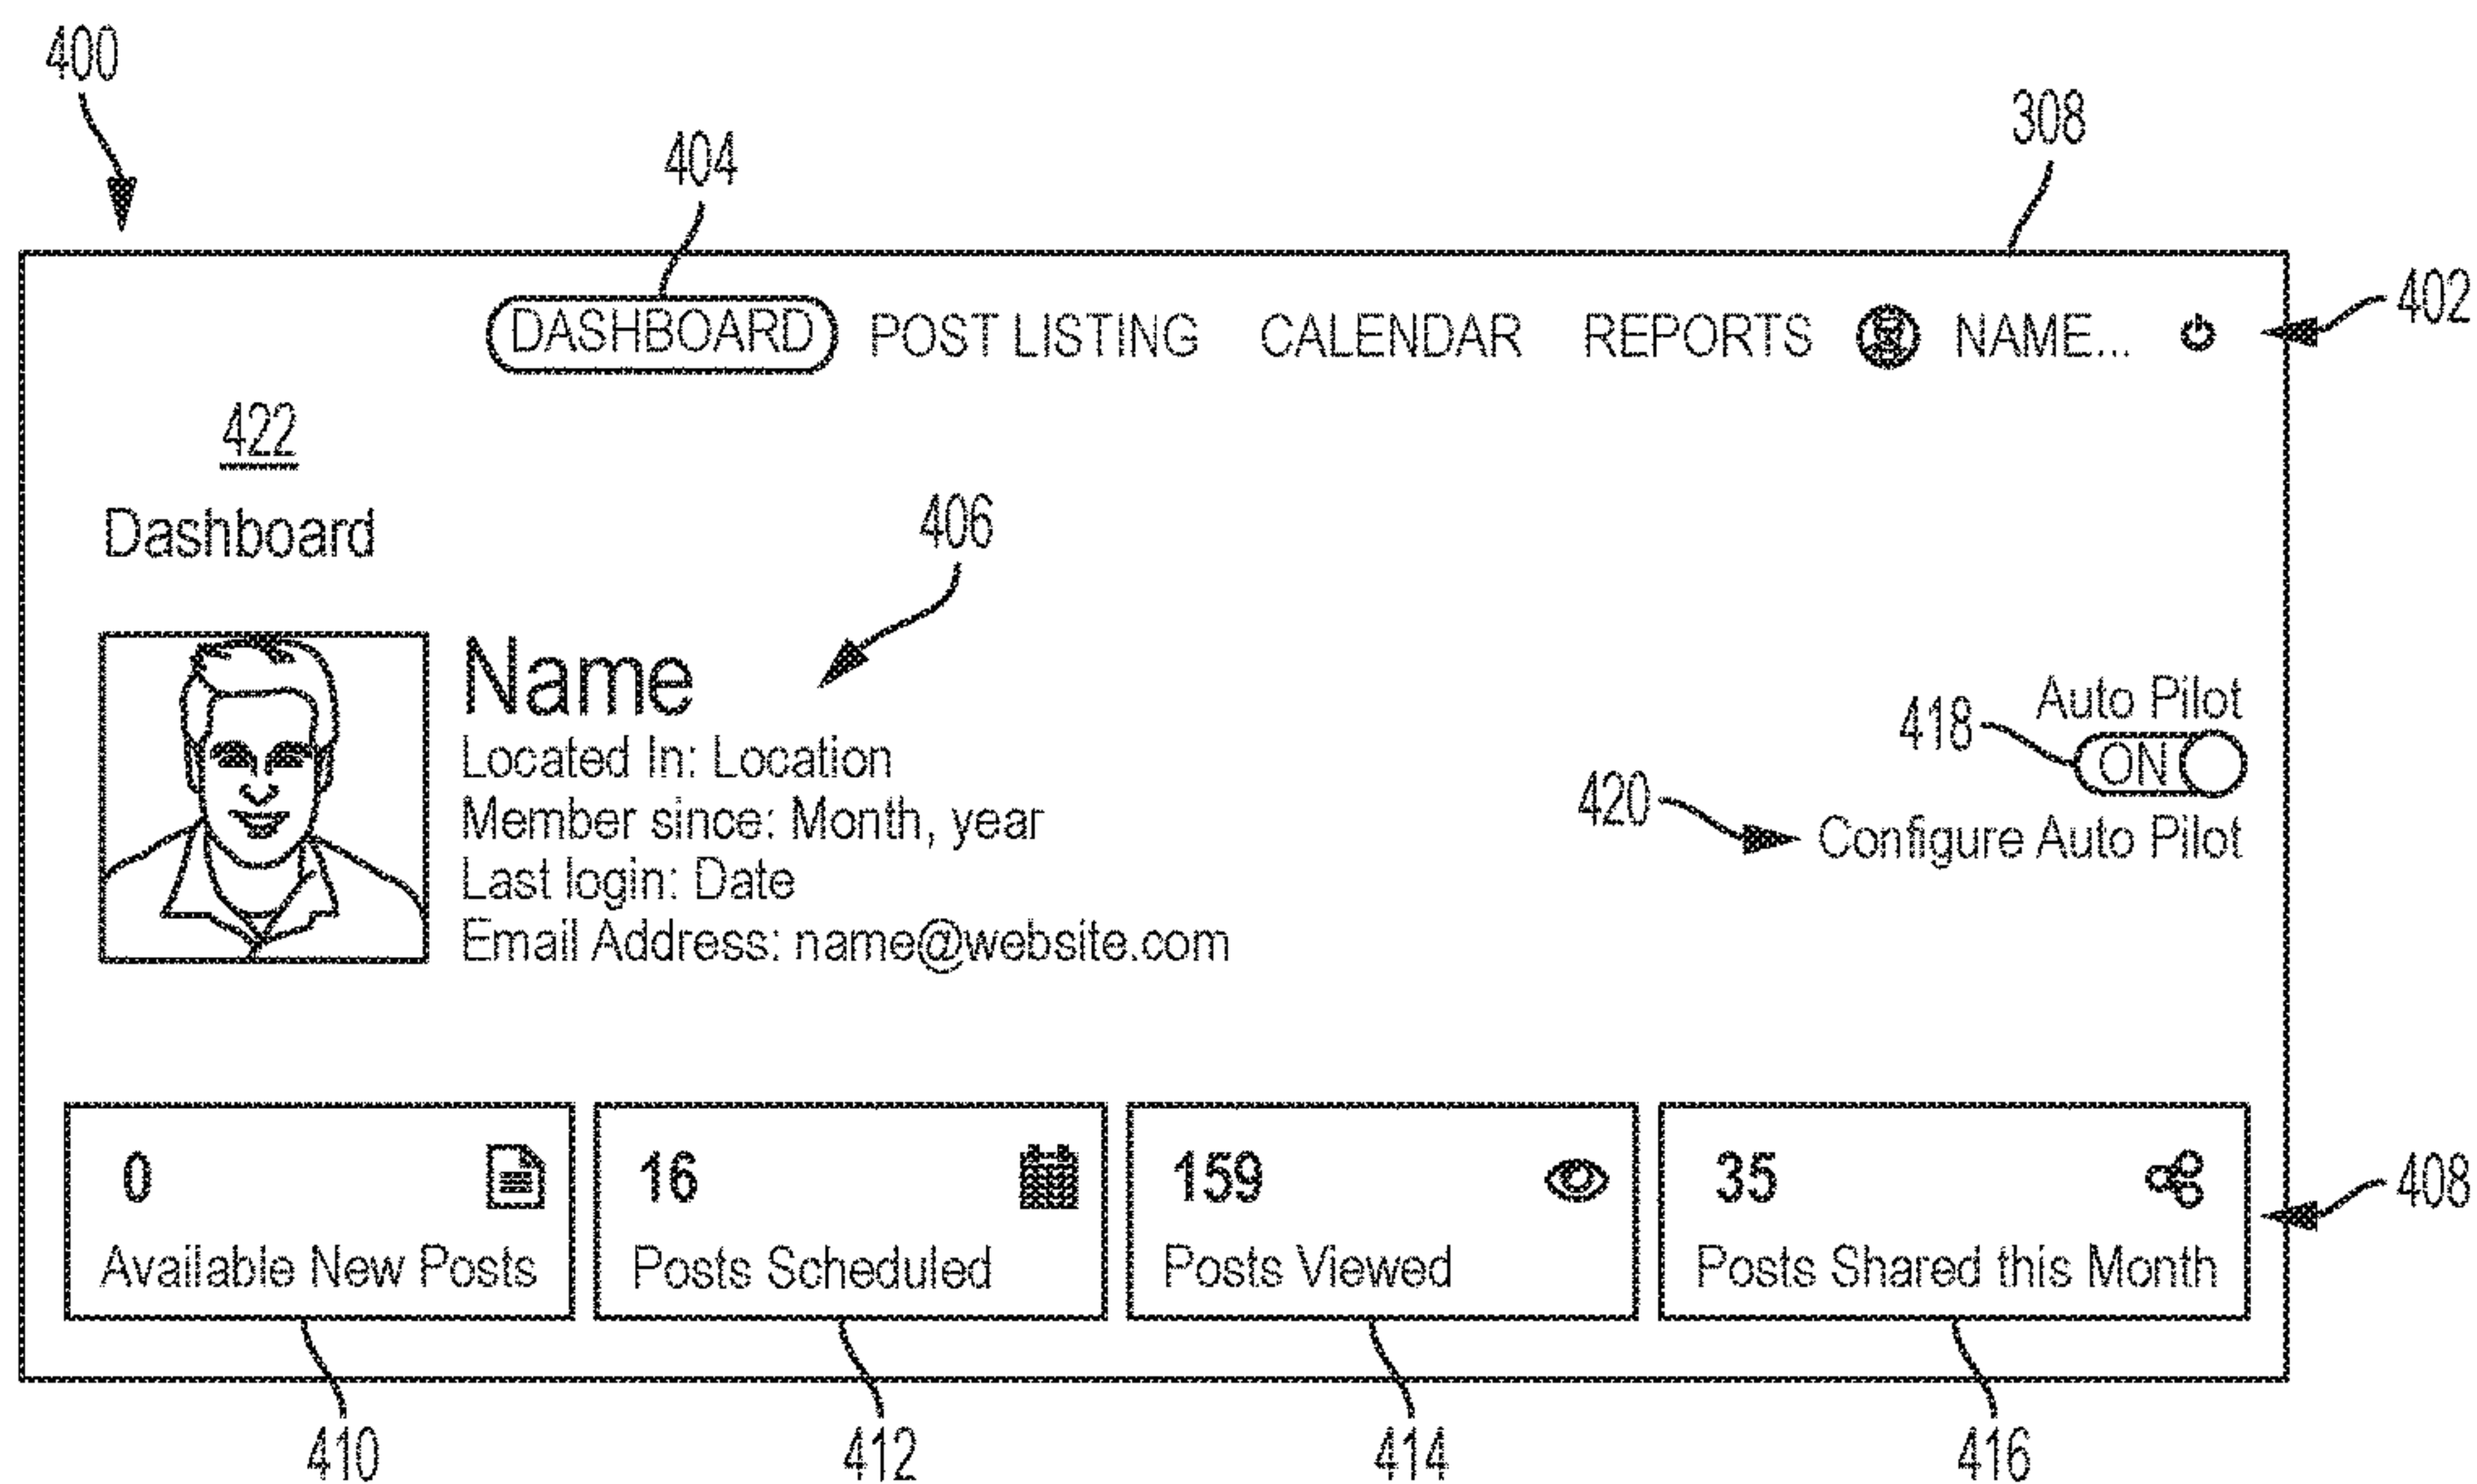 400
308
404
402
DASHBOARD POST LISTING CALENDAR REPORTS NAME...
422
Dashboard
406
Name
Located In: Location
Member since: Month, year
Last login: Date
Email Address: name@website.com
Auto Pilot
418
ON
420
Configure Auto Pilot
0 16 159 35
408
Available New Posts Posts Scheduled Posts Viewed Posts Shared this Month
410 412 414 416